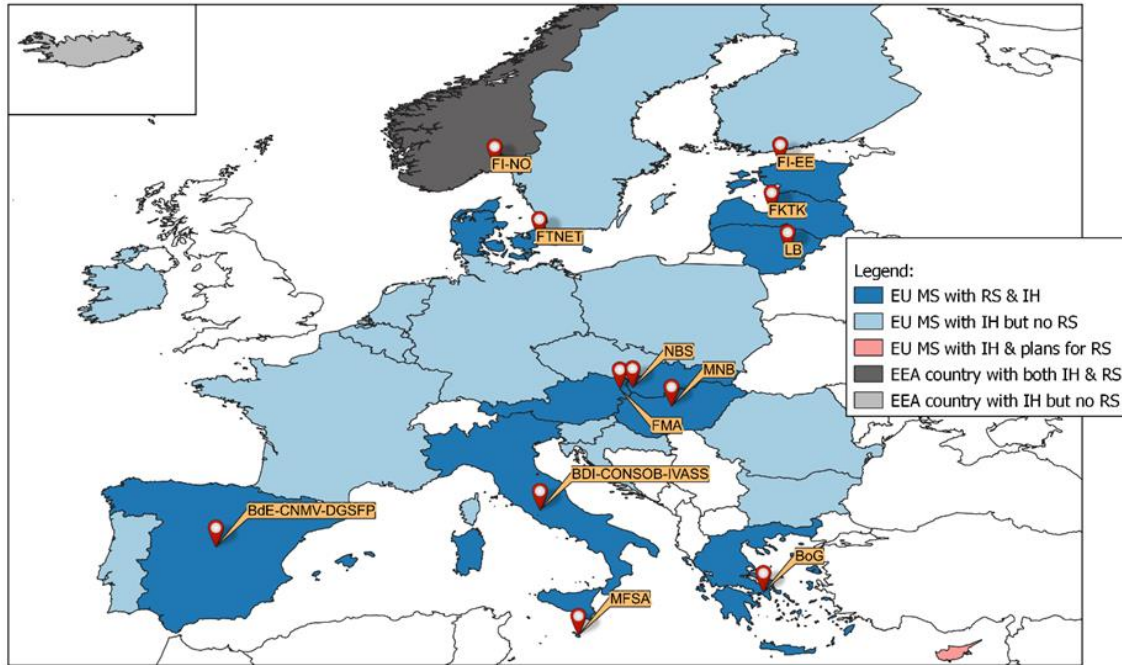 FI-NO
FI-EE
FKTK
FTNET
LB
Legend:
EU MS with RS & IH
EU MS with IH but no RS
EU MS with IH & plans for RS
EEA country with both IH & RS
EEA country with IH but no RS
NBS
MNB
FMA
BDI-CONSOB-IVASS
BdE-CNMV-DGSFP
BoG
MFSA